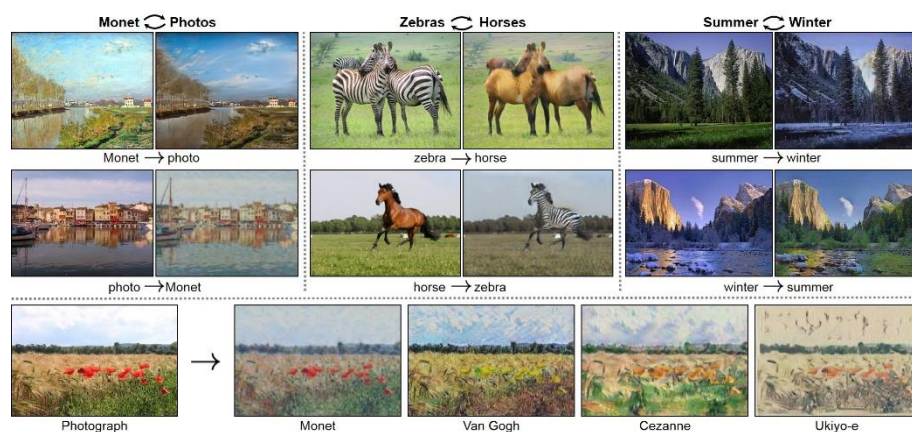 Monet Photos
Zebras Horses
Summer Winter
Monet → photo
zebra → horse
summer → winter
photo → Monet
horse → zebra
winter → summer
Photograph
Monet
Van Gogh
Cezanne
Ukiyo-e